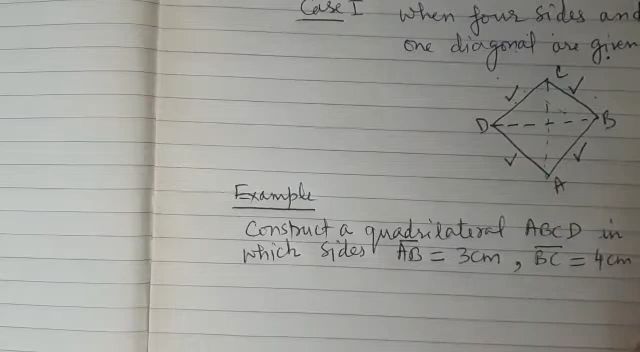 Case I when four sides and
one diagonal are given
C
D B
A
Example
Construct a quadrilateral ABCD in
which sides AB = 3cm, BC = 4cm